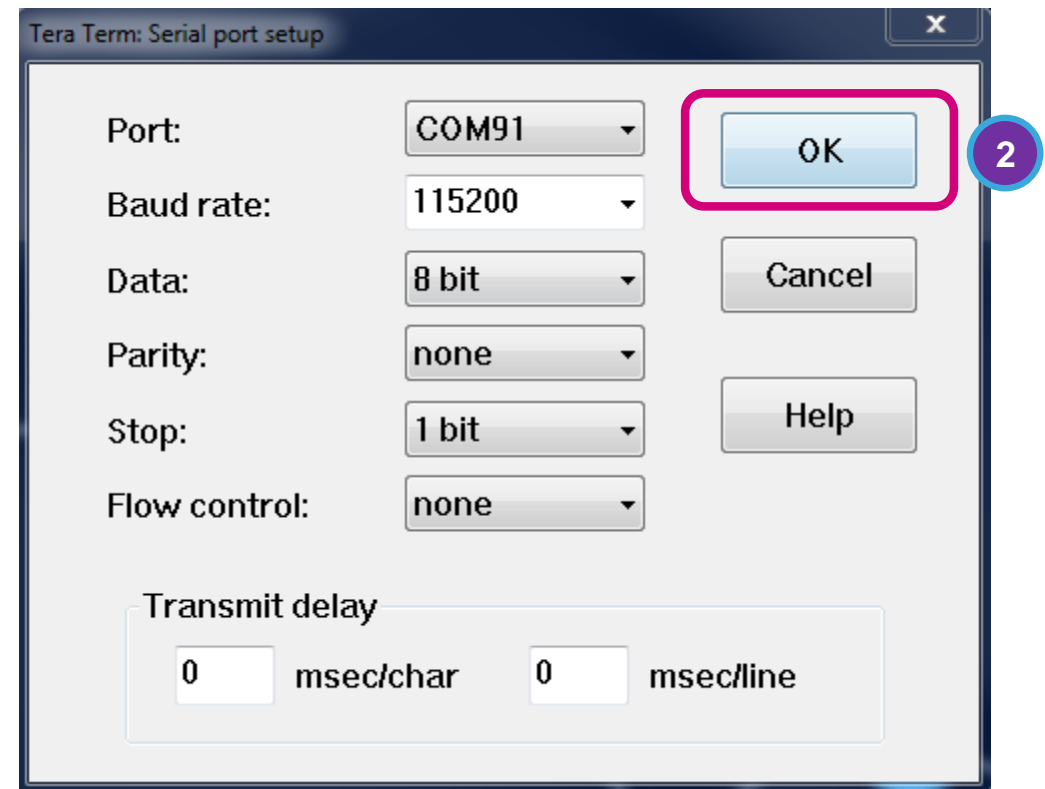 Tera Term: Serial port setup
x
Port: COM91 OK 2
Baud rate: 115200
Data: 8 bit Cancel
Parity: none
Stop: 1 bit Help
Flow control: none
Transmit delay
0 msec/char 0 msec/line